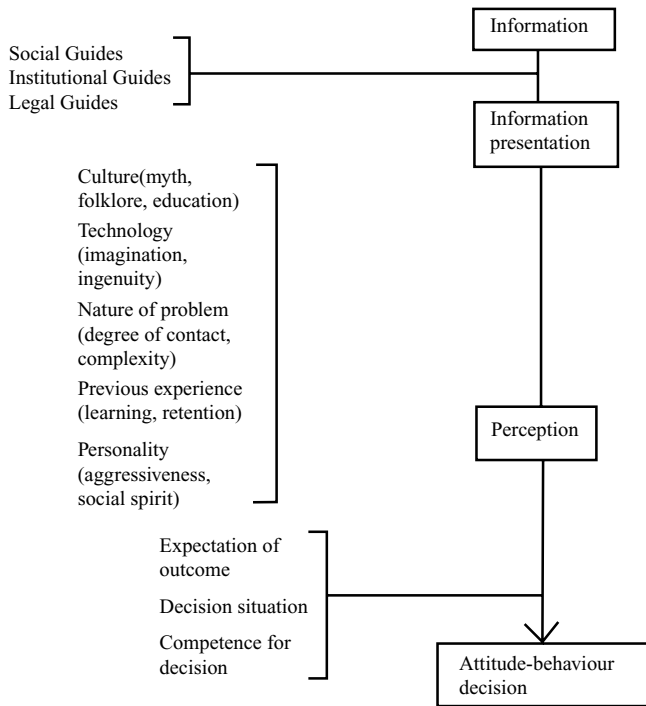 Information
Social Guides
Institutional Guides
Legal Guides
Information
presentation
Culture(myth,
folklore, education)
Technology
(imagination,
ingenuity)
Nature of problem
(degree of contact,
complexity)
Previous experience
(learning, retention)
Personality
(aggressiveness,
social spirit)
Perception
Expectation of
outcome
Decision situation
Competence for
decision
Attitude-behaviour
decision